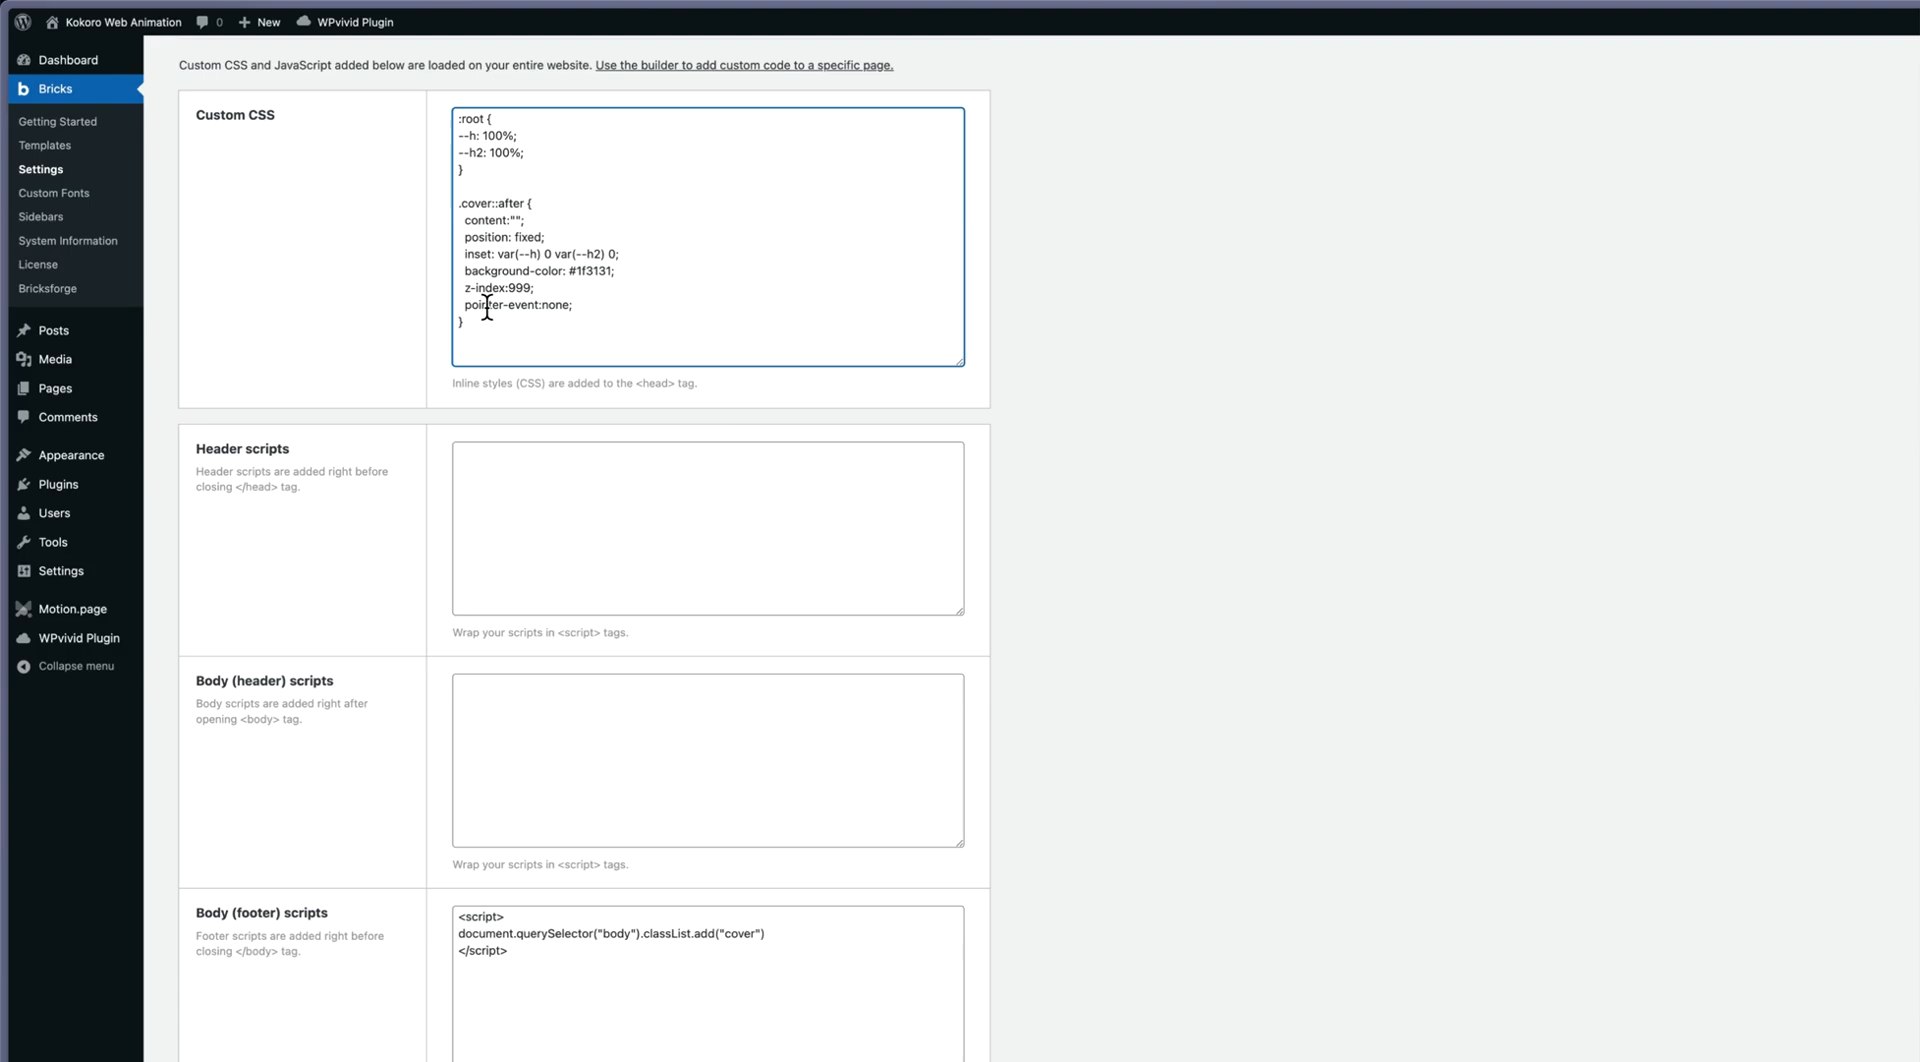 Kokoro Web Animation
0
New
WPvivid Plugin
Dashboard
Bricks
Getting Started
Templates
Settings
Custom Fonts
Sidebars
System Information
License
Bricksforge
Posts
Media
Pages
Comments
Appearance
Plugins
Users
Tools
Settings
Motion.page
WPvivid Plugin
Collapse menu
Custom CSS and JavaScript added below are loaded on your entire website. Use the builder to add custom code to a specific page.
Custom CSS
:root {
--h: 100%;
--h2: 100%;
}
.cover::after {
content:"";
position: fixed;
inset: var(--h) 0 var(--h2) 0;
background-color: #1f3131;
z-index:999;
pointer-event:none;
}
Inline styles (CSS) are added to the <head> tag.
Header scripts
Header scripts are added right before
closing </head> tag.
Wrap your scripts in <script> tags.
Body (header) scripts
Body scripts are added right after
opening <body> tag.
Wrap your scripts in <script> tags.
Body (footer) scripts
Footer scripts are added right before
closing </body> tag.
<script>
document.querySelector("body").classList.add("cover")
</script>